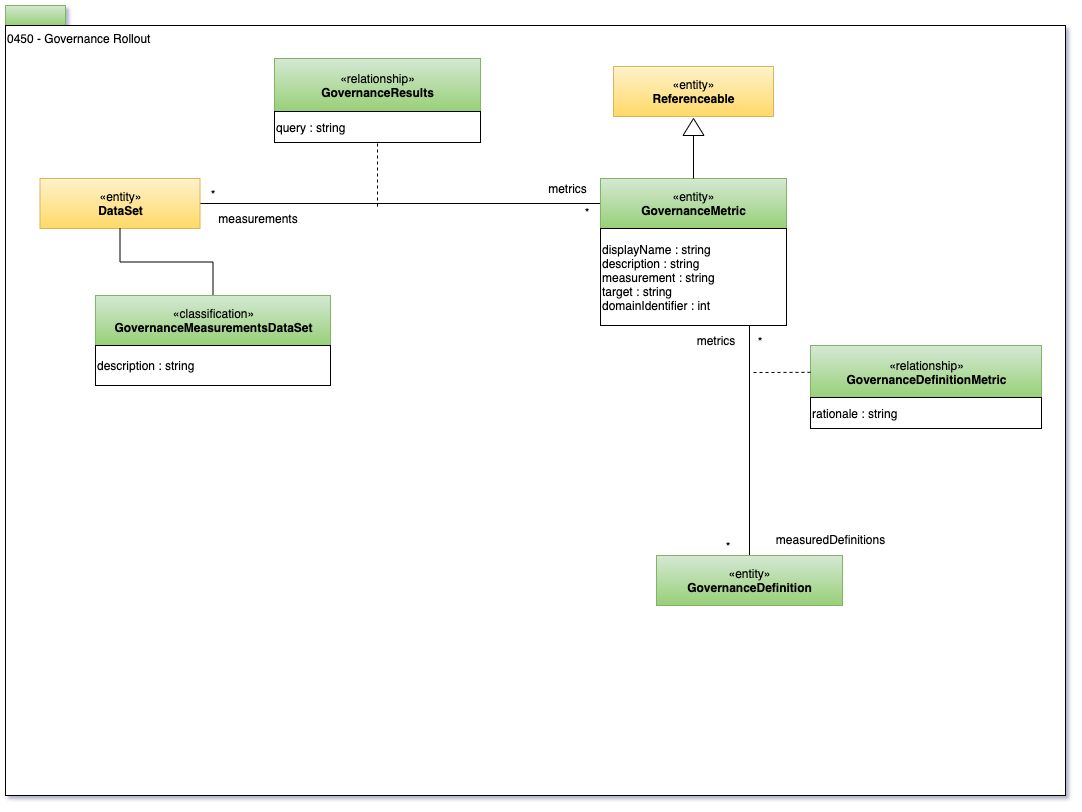 0450 - Governance Rollout
«relationship»
GovernanceResults
query : string
«entity»
Referenceable
«entity»
DataSet
*
measurements
metrics
*
«entity»
GovernanceMetric
displayName : string
description : string
measurement : string
target : string
domainIdentifier : int
«classification»
GovernanceMeasurementsDataSet
description : string
metrics
*
«relationship»
GovernanceDefinitionMetric
rationale : string
*
measuredDefinitions
«entity»
GovernanceDefinition